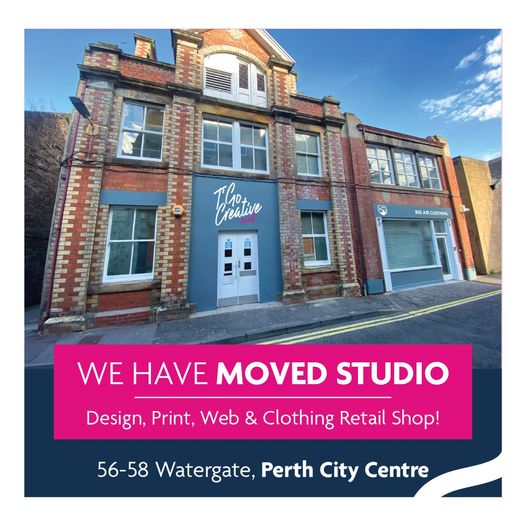 To Go
Creative
BIG AIR CLOTHING
WE HAVE MOVED STUDIO
Design, Print, Web & Clothing Retail Shop!
56-58 Watergate, Perth City Centre